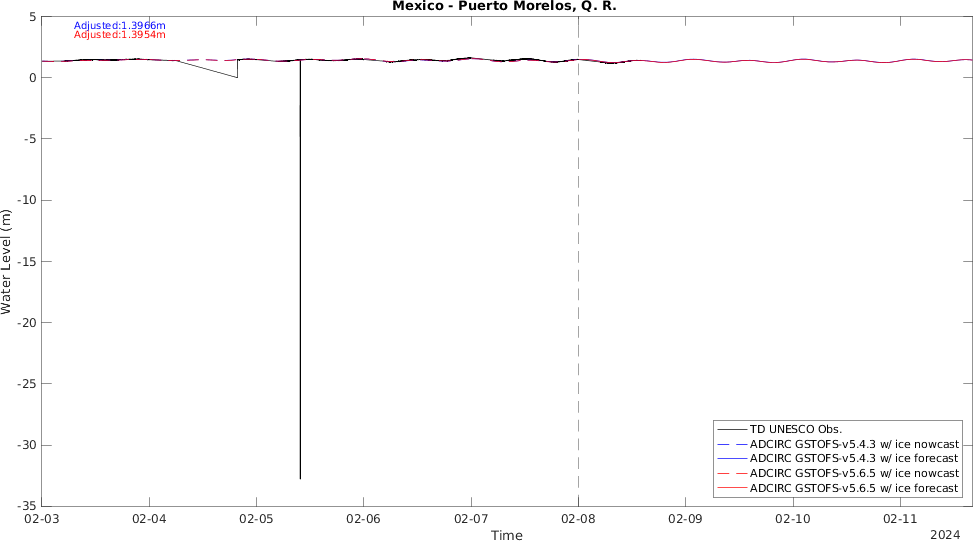 Mexico - Puerto Morelos, Q. R.
Adjusted:1.3966m
Adjusted:1.3954m
5
0
-5
-10
-15
-20
-25
-30
-35
Water Level (m)
TD UNESCO Obs.
ADCIRC GSTOFS-v5.4.3 w/ ice nowcast
ADCIRC GSTOFS-v5.4.3 w/ ice forecast
ADCIRC GSTOFS-v5.6.5 w/ ice nowcast
ADCIRC GSTOFS-v5.6.5 w/ ice forecast
02-03 02-04 02-05 02-06 02-07 02-08 02-09 02-10 02-11
Time
2024